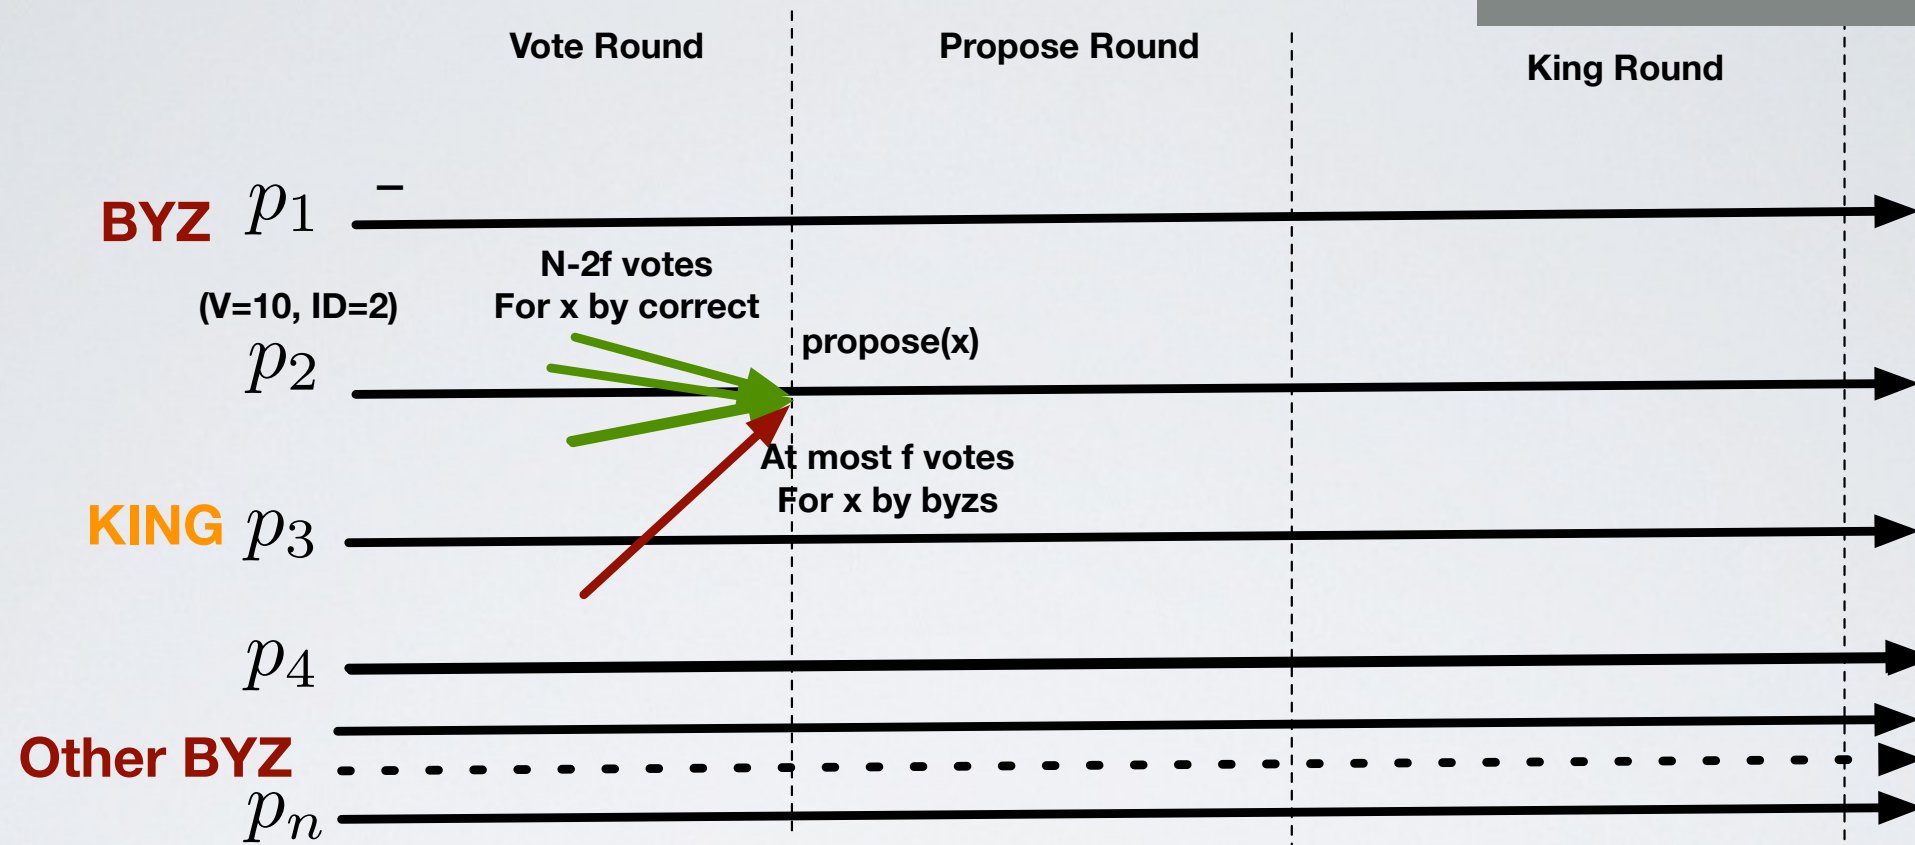 Vote Round
Propose Round
King Round
BYZ p1 –
N-2f votes
For x by correct
(V=10, ID=2)
p2
propose(x)
At most f votes
For x by byzs
KING p3
p4
Other BYZ
pn